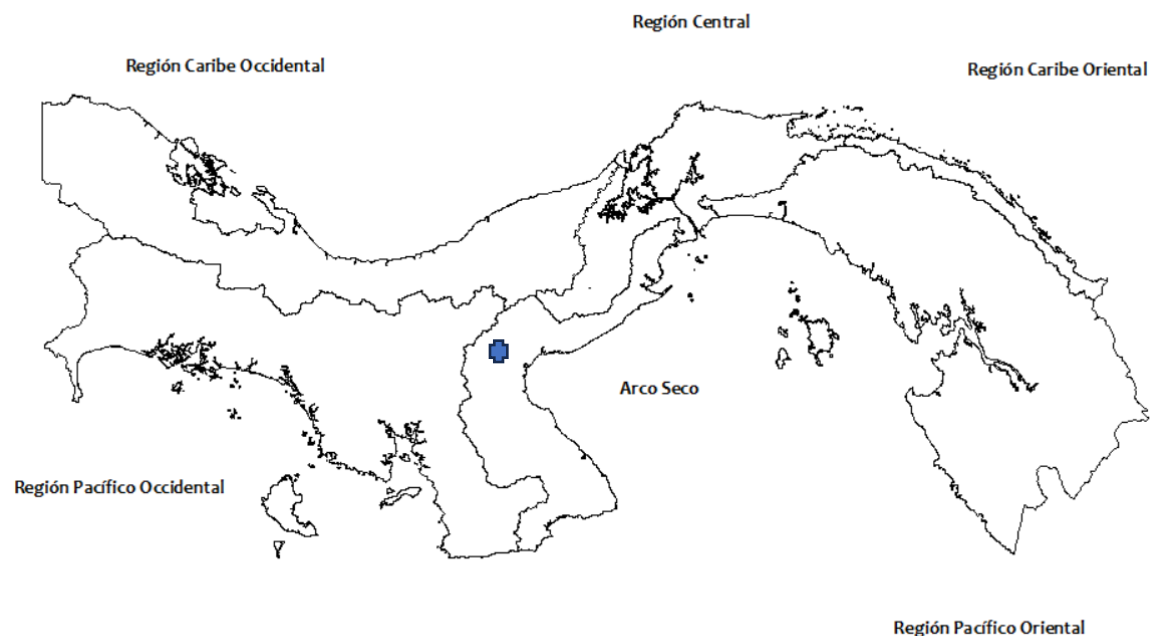 Región Central
Región Caribe Occidental
Región Caribe Oriental
Arco Seco
Región Pacífico Occidental
Región Pacífico Oriental